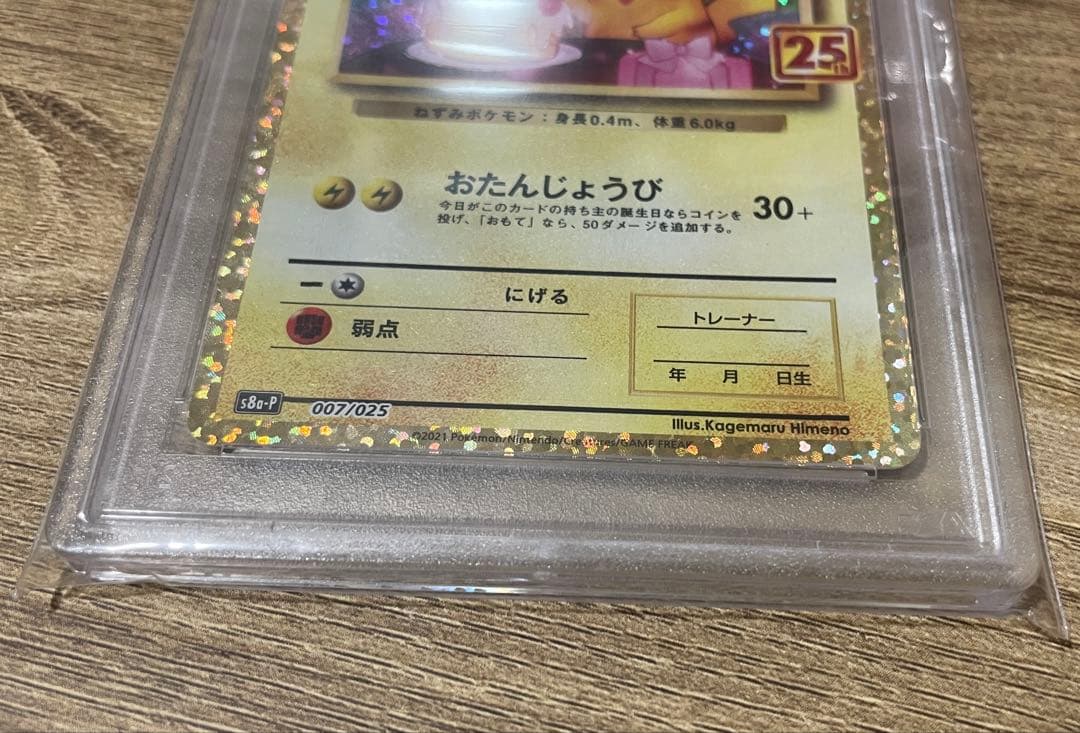 25th
ねずみポケモン：身長0.4m、体重6.0kg
おたんじょうび 30+
今日がこのカードの持ち主の誕生日ならコインを
投げ、「おもて」なら、50ダメージを追加する。
ー にげる
弱点
トレーナー
年 月 日生
s8a-P 007/025
Illus.Kagemaru Himeno
©2021 Pokémon/Nintendo/Creatures/GAME FREAK